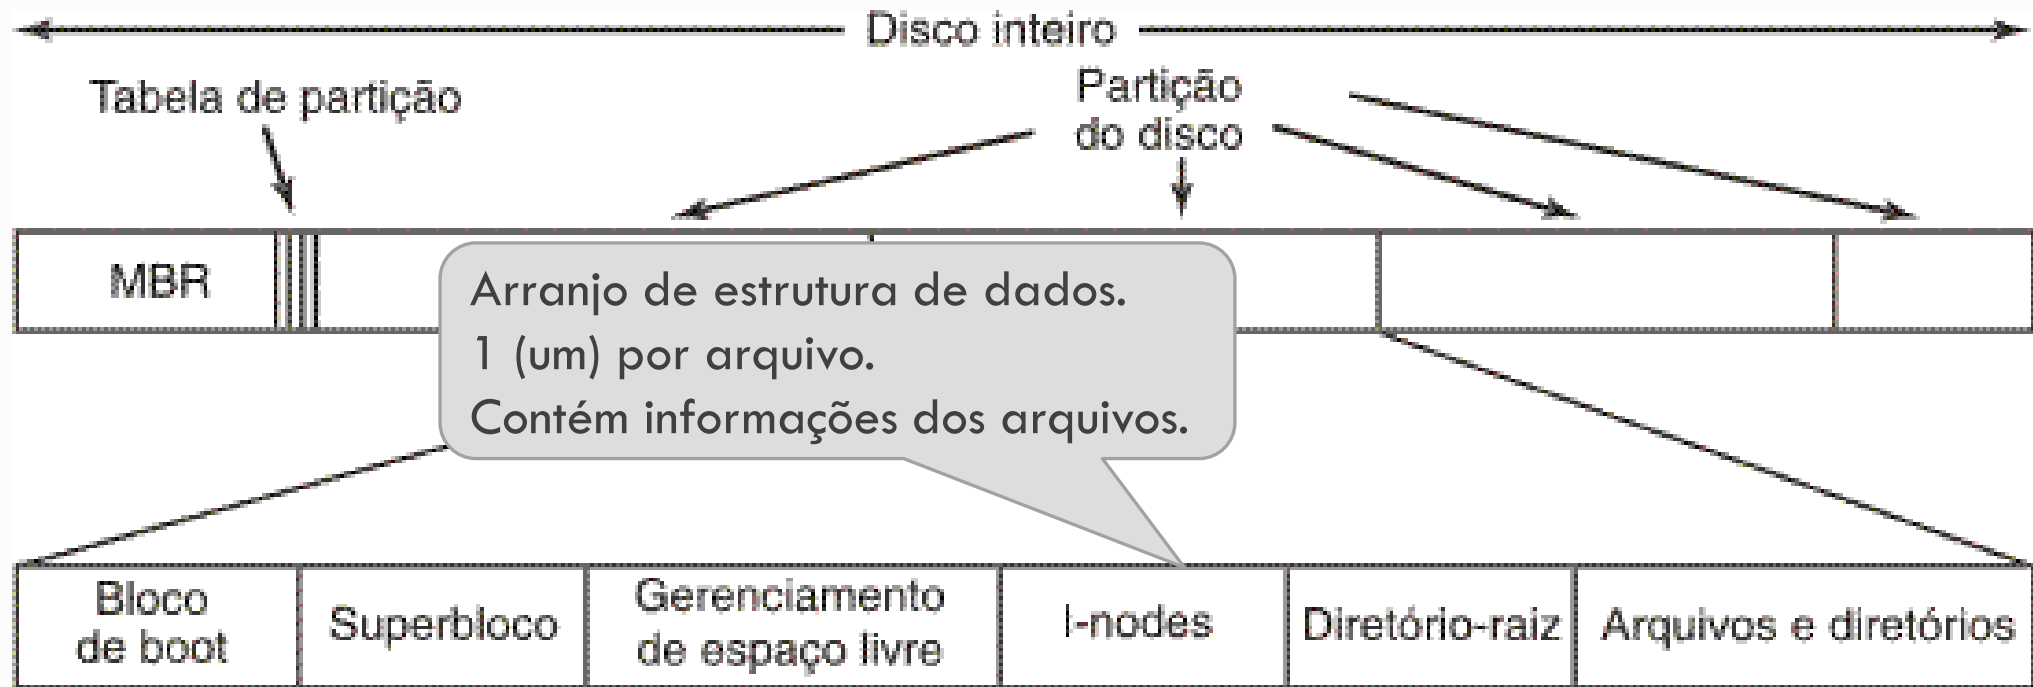 Disco inteiro
Tabela de partição
Partição
do disco
MBR
Arranjo de estrutura de dados.
1 (um) por arquivo.
Contém informações dos arquivos.
Bloco
de boot
Superbloco
Gerenciamento
de espaço livre
I-nodes
Diretório-raiz
Arquivos e diretórios